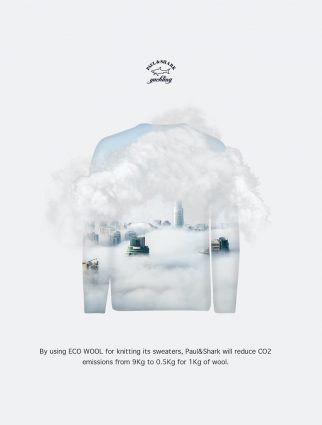 PAUL&SHARK
yachting
By using ECO WOOL for knitting its sweaters, Paul&Shark will reduce CO2
emissions from 9Kg to 0.5Kg for 1Kg of wool.